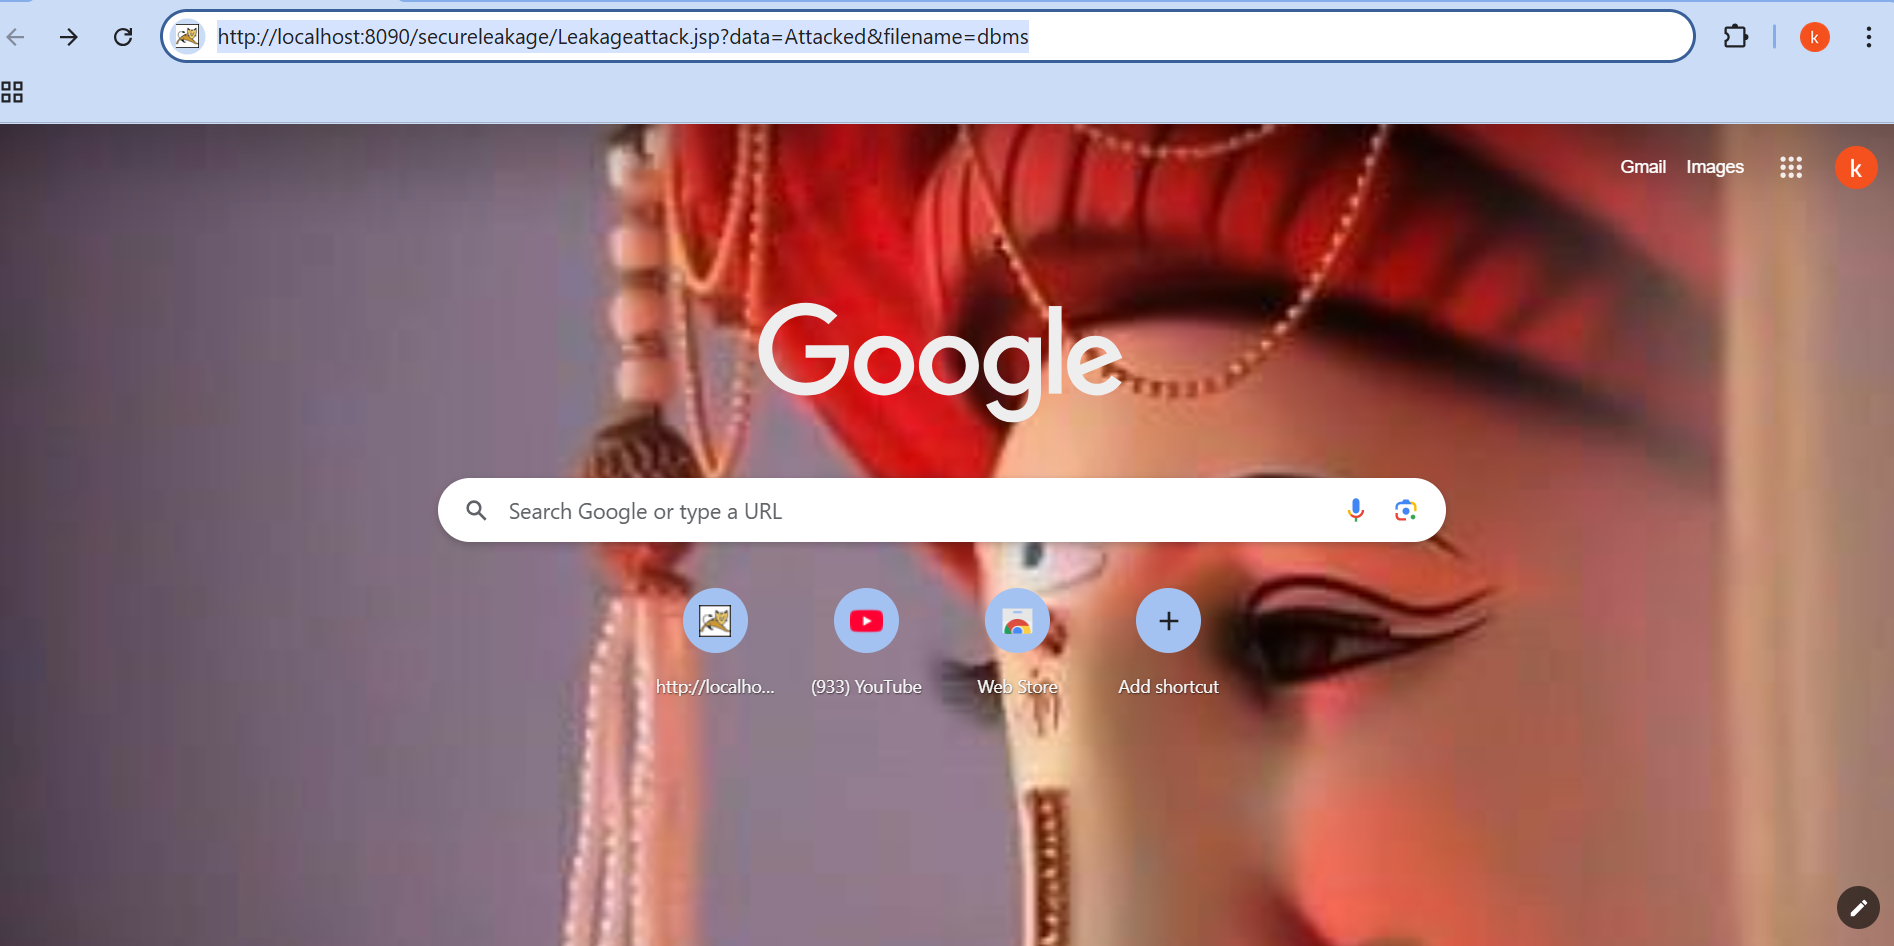 http://localhost:8090/secureleakage/Leakageattack.jsp?data=Attacked&filename=dbms
k
Gmail Images
k
Google
Search Google or type a URL
http://localho... (933) YouTube Web Store Add shortcut